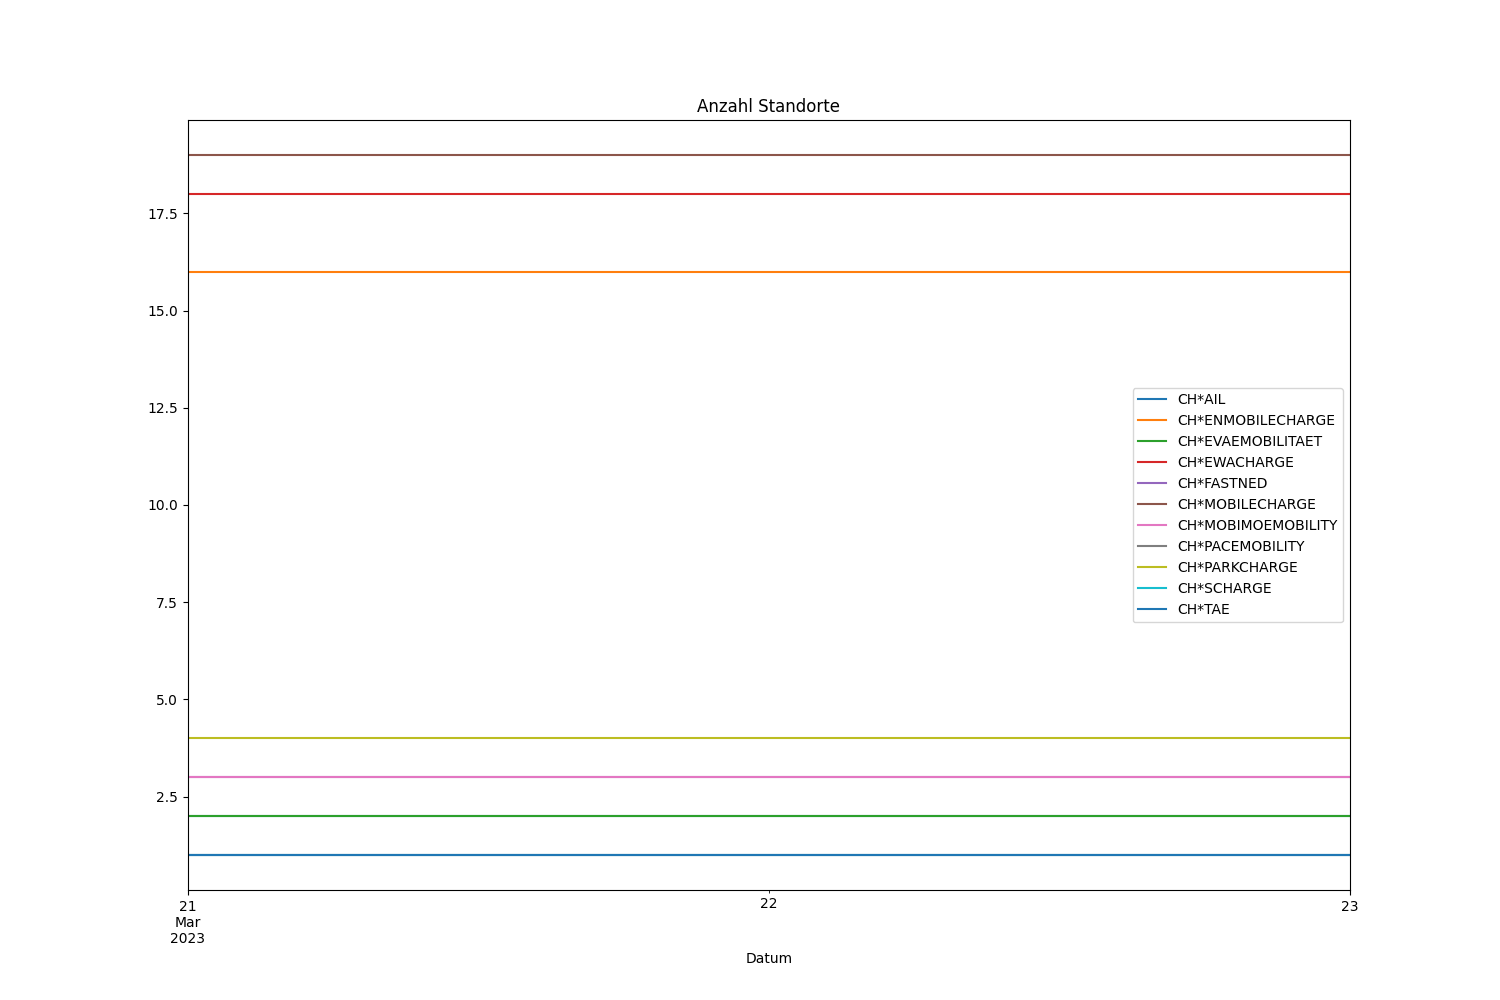 Anzahl Standorte
17.5
15.0
12.5
10.0
7.5
5.0
2.5
CH*AIL
CH*ENMOBILECHARGE
CH*EVAEMOBILITAET
CH*EWACHARGE
CH*FASTNED
CH*MOBILECHARGE
CH*MOBIMOEMOBILITY
CH*PACEMOBILITY
CH*PARKCHARGE
CH*SCHARGE
CH*TAE
21 22 23
Mar
2023
Datum